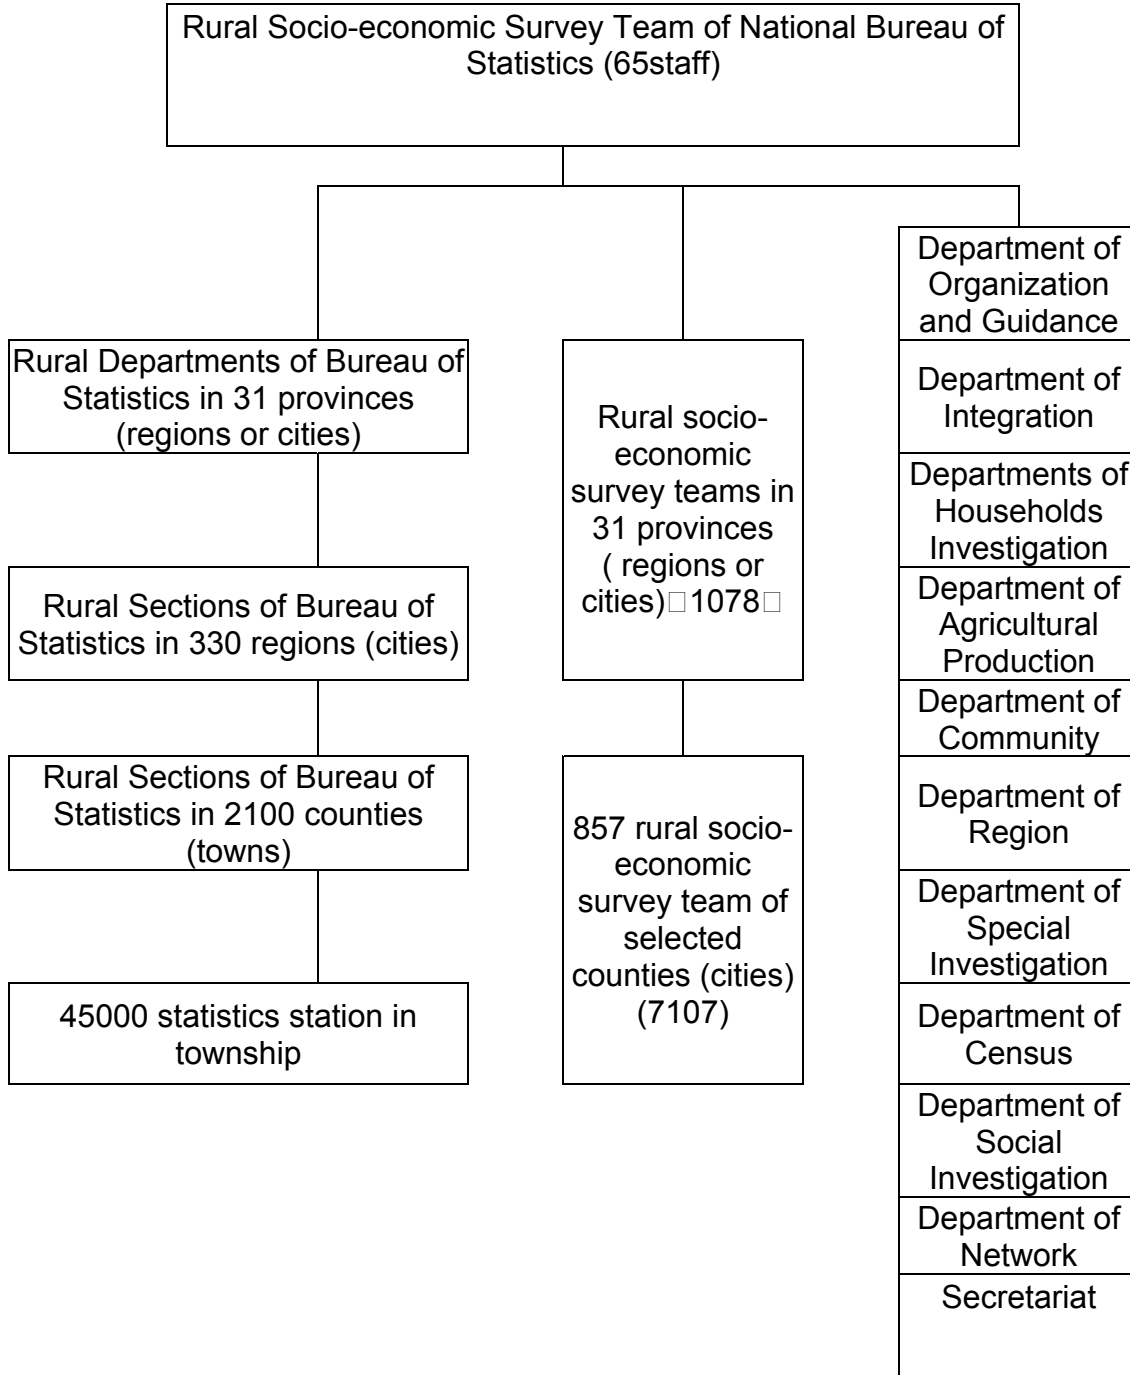 Rural Socio-economic Survey Team of National Bureau of
Statistics (65staff)
Rural Departments of Bureau of
Statistics in 31 provinces
(regions or cities)
Rural Sections of Bureau of
Statistics in 330 regions (cities)
Rural Sections of Bureau of
Statistics in 2100 counties
(towns)
45000 statistics station in
township
Rural socio-
economic
survey teams in
31 provinces
( regions or
cities)□1078□
857 rural socio-
economic
survey team of
selected
counties (cities)
(7107)
Department of
Organization
and Guidance
Department of
Integration
Departments of
Households
Investigation
Department of
Agricultural
Production
Department of
Community
Department of
Region
Department of
Special
Investigation
Department of
Census
Department of
Social
Investigation
Department of
Network
Secretariat